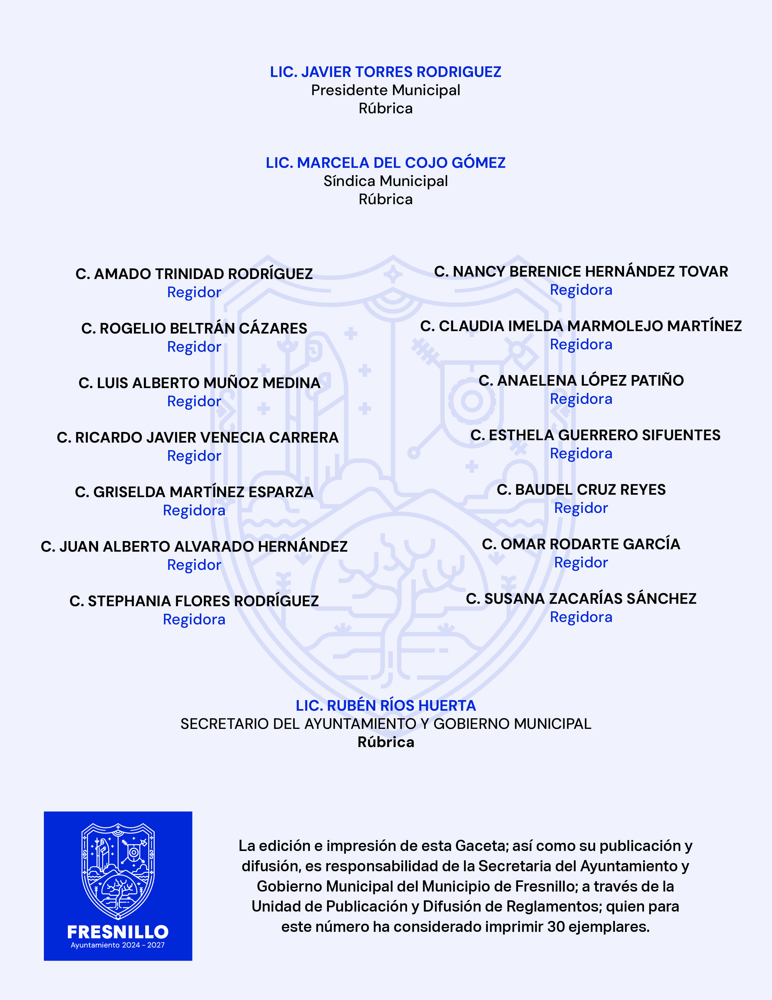 LIC. JAVIER TORRES RODRIGUEZ
Presidente Municipal
Rúbrica
LIC. MARCELA DEL COJO GÓMEZ
Síndica Municipal
Rúbrica
C. AMADO TRINIDAD RODRÍGUEZ
Regidor
C. ROGELIO BELTRÁN CÁZARES
Regidor
C. LUIS ALBERTO MUÑOZ MEDINA
Regidor
C. RICARDO JAVIER VENECIA CARRERA
Regidor
C. GRISELDA MARTÍNEZ ESPARZA
Regidora
C. JUAN ALBERTO ALVARADO HERNÁNDEZ
Regidor
C. STEPHANIA FLORES RODRÍGUEZ
Regidora
C. NANCY BERENICE HERNÁNDEZ TOVAR
Regidora
C. CLAUDIA IMELDA MARMOLEJO MARTÍNEZ
Regidora
C. ANAELENA LÓPEZ PATIÑO
Regidora
C. ESTHELA GUERRERO SIFUENTES
Regidora
C. BAUDEL CRUZ REYES
Regidor
C. OMAR RODARTE GARCÍA
Regidor
C. SUSANA ZACARÍAS SÁNCHEZ
Regidora
LIC. RUBÉN RÍOS HUERTA
SECRETARIO DEL AYUNTAMIENTO Y GOBIERNO MUNICIPAL
Rúbrica
FRESNILLO
Ayuntamiento 2024 - 2027
La edición e impresión de esta Gaceta; así como su publicación y
difusión, es responsabilidad de la Secretaria del Ayuntamiento y
Gobierno Municipal del Municipio de Fresnillo; a través de la
Unidad de Publicación y Difusión de Reglamentos; quien para
este número ha considerado imprimir 30 ejemplares.